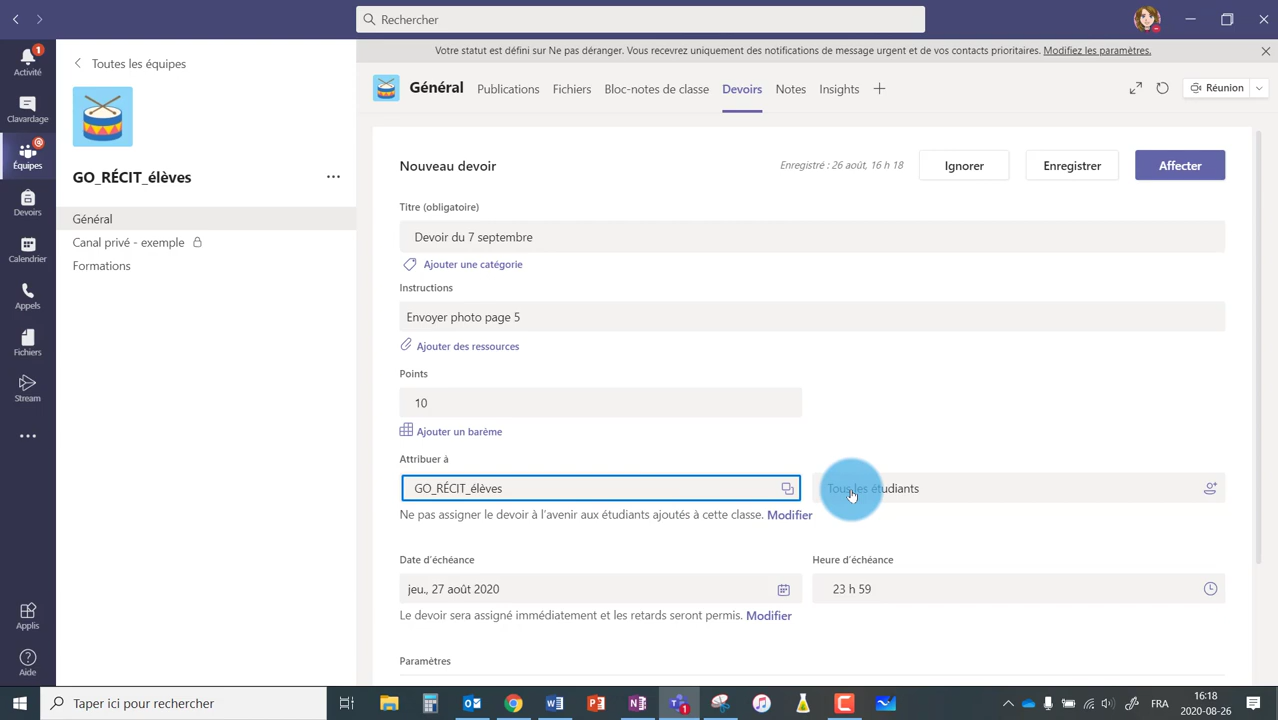 Rechercher
Votre statut est défini sur Ne pas déranger. Vous recevrez uniquement des notifications de message urgent et de vos contacts prioritaires. Modifiez les paramètres.
Activité
1
Clavardage
Équipes
Devoirs
Calendrier
Appels
Fichiers
Stream
Applis
Aide
Toutes les équipes
GO_RÉCIT_élèves
Général
Canal privé - exemple
Formations
Général
Publications
Fichiers
Bloc-notes de classe
Devoirs
Notes
Insights
Réunion
Nouveau devoir
Enregistré : 26 août, 16 h 18
Ignorer
Enregistrer
Affecter
Titre (obligatoire)
Devoir du 7 septembre
Ajouter une catégorie
Instructions
Envoyer photo page 5
Ajouter des ressources
Points
10
Ajouter un barème
Attribuer à
GO_RÉCIT_élèves
Tous les étudiants
Ne pas assigner le devoir à l'avenir aux étudiants ajoutés à cette classe. Modifier
Date d'échéance
Heure d'échéance
jeu., 27 août 2020
23 h 59
Le devoir sera assigné immédiatement et les retards seront permis. Modifier
Paramètres
Taper ici pour rechercher
1
FRA
16:18
2020-08-26